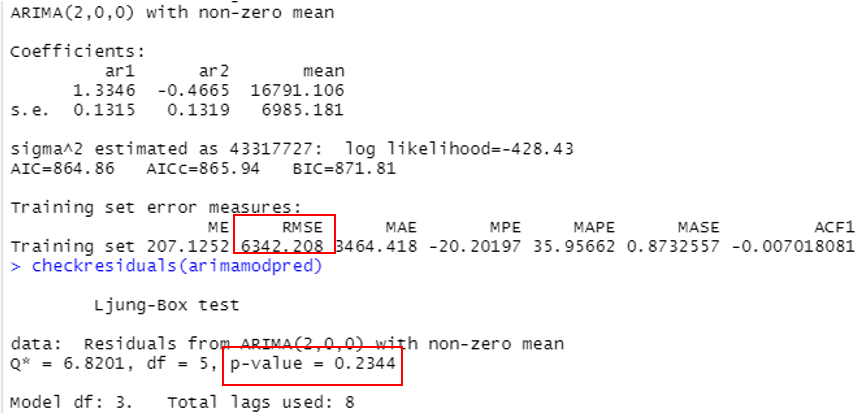 ARIMA(2,0,0) with non-zero mean
Coefficients:
ar1 ar2 mean
1.3346 -0.4665 16791.106
s.e. 0.1315 0.1319 6985.181
sigma^2 estimated as 43317727: log likelihood=-428.43
AIC=864.86 AICc=865.94 BIC=871.81
Training set error measures:
ME RMSE MAE MPE MAPE MASE ACF1
Training set 207.1252 6342.208 3464.418 -20.20197 35.95662 0.8732557 -0.007018081
> checkresiduals(arimamodpred)
Ljung-Box test
data: Residuals from ARIMA(2,0,0) with non-zero mean
Q* = 6.8201, df = 5, p-value = 0.2344
Model df: 3. Total lags used: 8